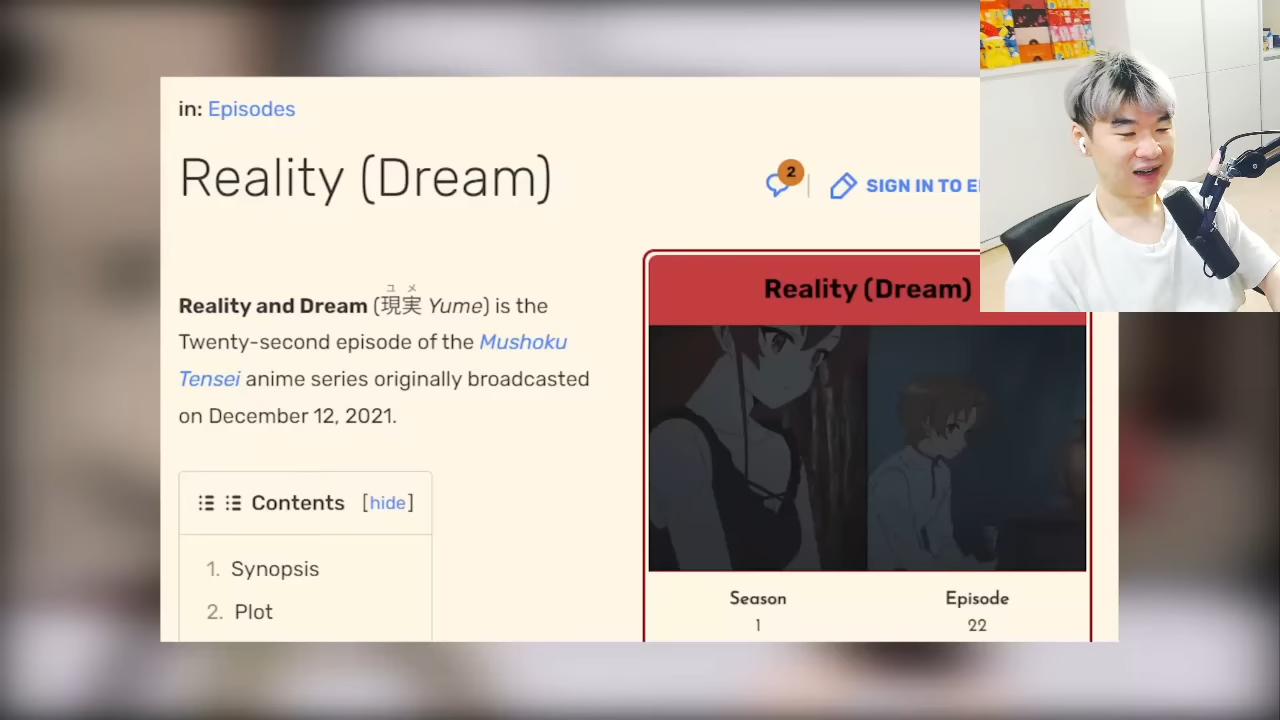 in: Episodes
Reality (Dream)
2
SIGN IN TO E
Reality (Dream)
ユメ
Reality and Dream (現実 Yume) is the
Twenty-second episode of the Mushoku
Tensei anime series originally broadcasted
on December 12, 2021.
Contents [hide]
1. Synopsis
2. Plot
Season Episode
1 22